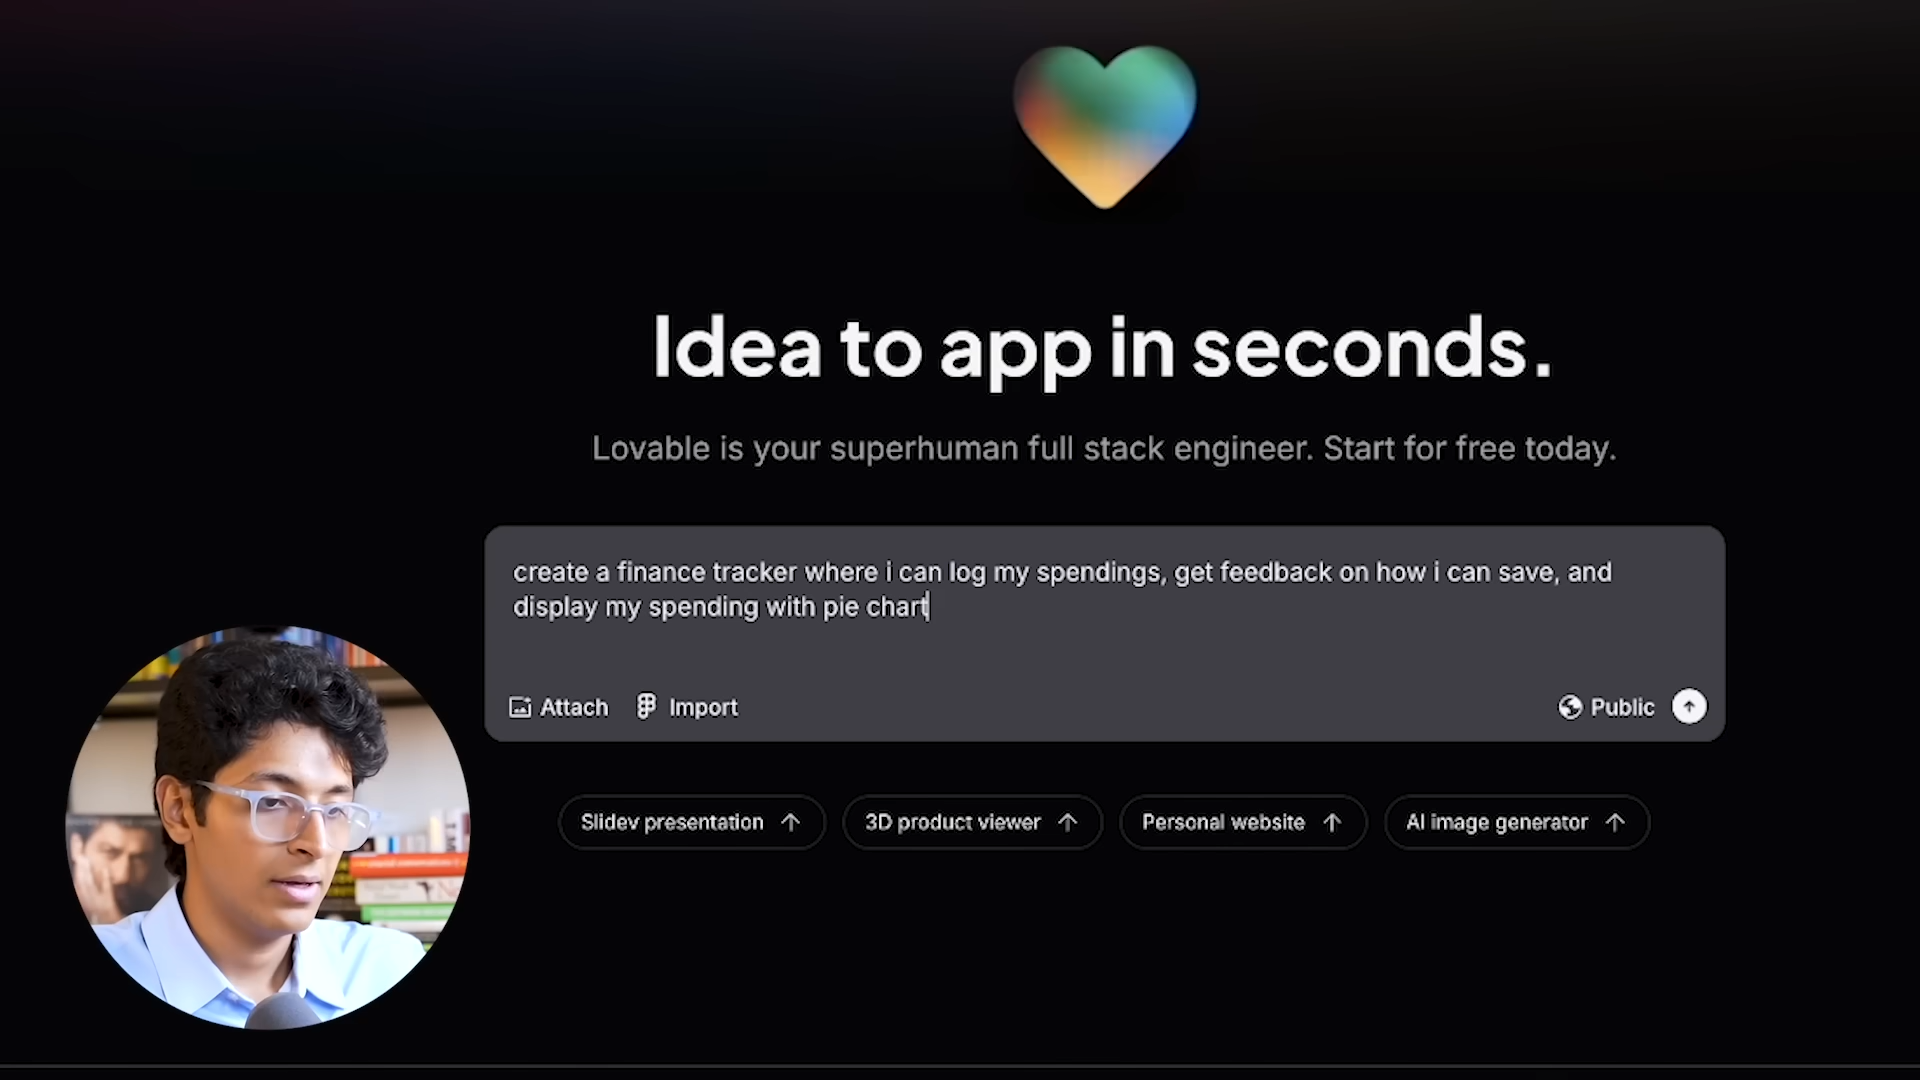 Idea to app in seconds.
Lovable is your superhuman full stack engineer. Start for free today.
create a finance tracker where i can log my spendings, get feedback on how i can save, and
display my spending with pie chart
Attach
Import
Public
Slidev presentation
3D product viewer
Personal website
AI image generator